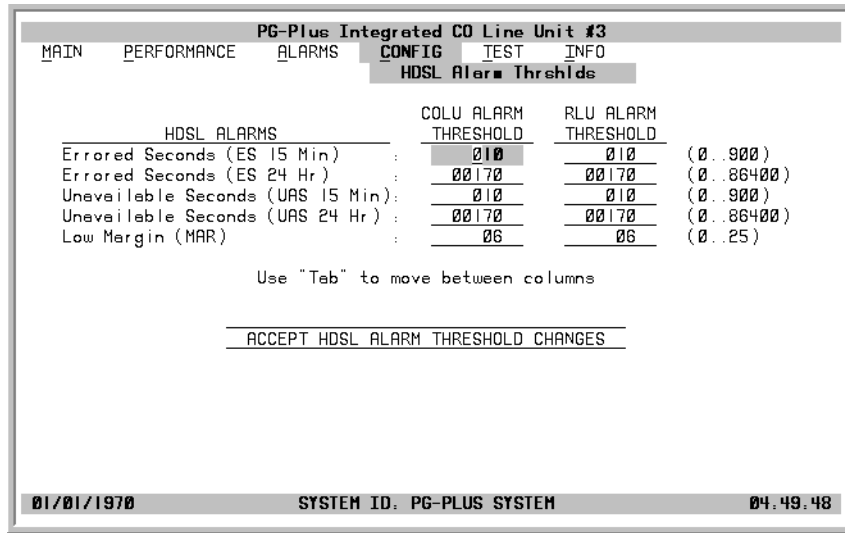 PG-Plus Integrated CO Line Unit #3
MAIN PERFORMANCE ALARMS CONFIG TEST INFO
HDSL Alarm Thrshlds
COLU ALARM RLU ALARM
HDSL ALARMS THRESHOLD THRESHOLD
Errored Seconds (ES 15 Min) : 010 010 (0..900)
Errored Seconds (ES 24 Hr) : 00170 00170 (0..86400)
Unavailable Seconds (UAS 15 Min): 010 010 (0..900)
Unavailable Seconds (UAS 24 Hr) : 00170 00170 (0..86400)
Low Margin (MAR) : 06 06 (0..25)
Use "Tab" to move between columns
ACCEPT HDSL ALARM THRESHOLD CHANGES
01/01/1970 SYSTEM ID: PG-PLUS SYSTEM 04:49:48